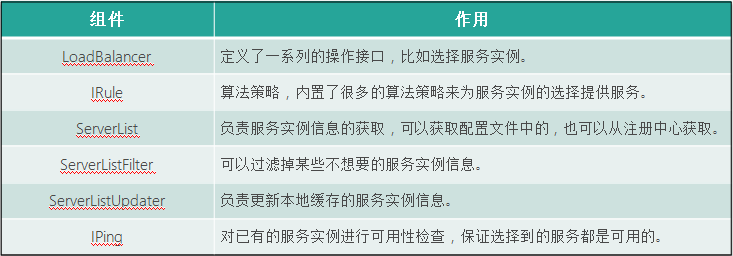 组件 作用
LoadBalancer 定义了一系列的操作接口，比如选择服务实例。
IRule 算法策略，内置了很多的算法策略来为服务实例的选择提供服务。
ServerList 负责服务实例信息的获取，可以获取配置文件中的，也可以从注册中心获取。
ServerListFilter 可以过滤掉某些不想要的服务实例信息。
ServerListUpdater 负责更新本地缓存的服务实例信息。
IPing 对已有的服务实例进行可用性检查，保证选择到的服务都是可用的。